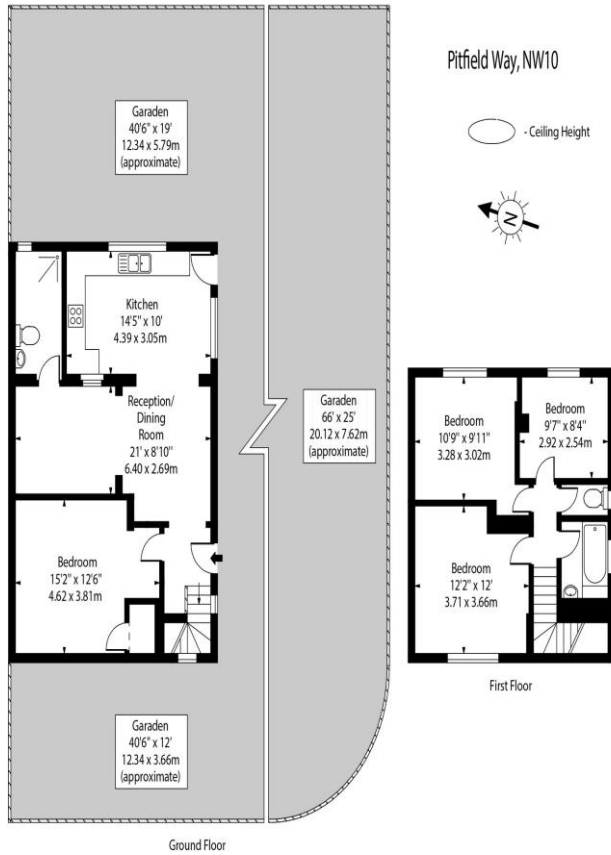 Pitfield Way, NW10
- Ceiling Height
N
Garaden
40'6" x 19'
12.34 x 5.79m
(approximate)
Kitchen
14'5" x 10'
4.39 x 3.05m
Reception/
Dining
Room
21' x 8'10"
6.40 x 2.69m
Bedroom
15'2" x 12'6"
4.62 x 3.81m
Garaden
66' x 25'
20.12 x 7.62m
(approximate)
Garaden
40'6" x 12'
12.34 x 3.66m
(approximate)
Ground Floor
Bedroom
10'9" x 9'11"
3.28 x 3.02m
Bedroom
9'7" x 8'4"
2.92 x 2.54m
Bedroom
12'2" x 12'
3.71 x 3.66m
First Floor